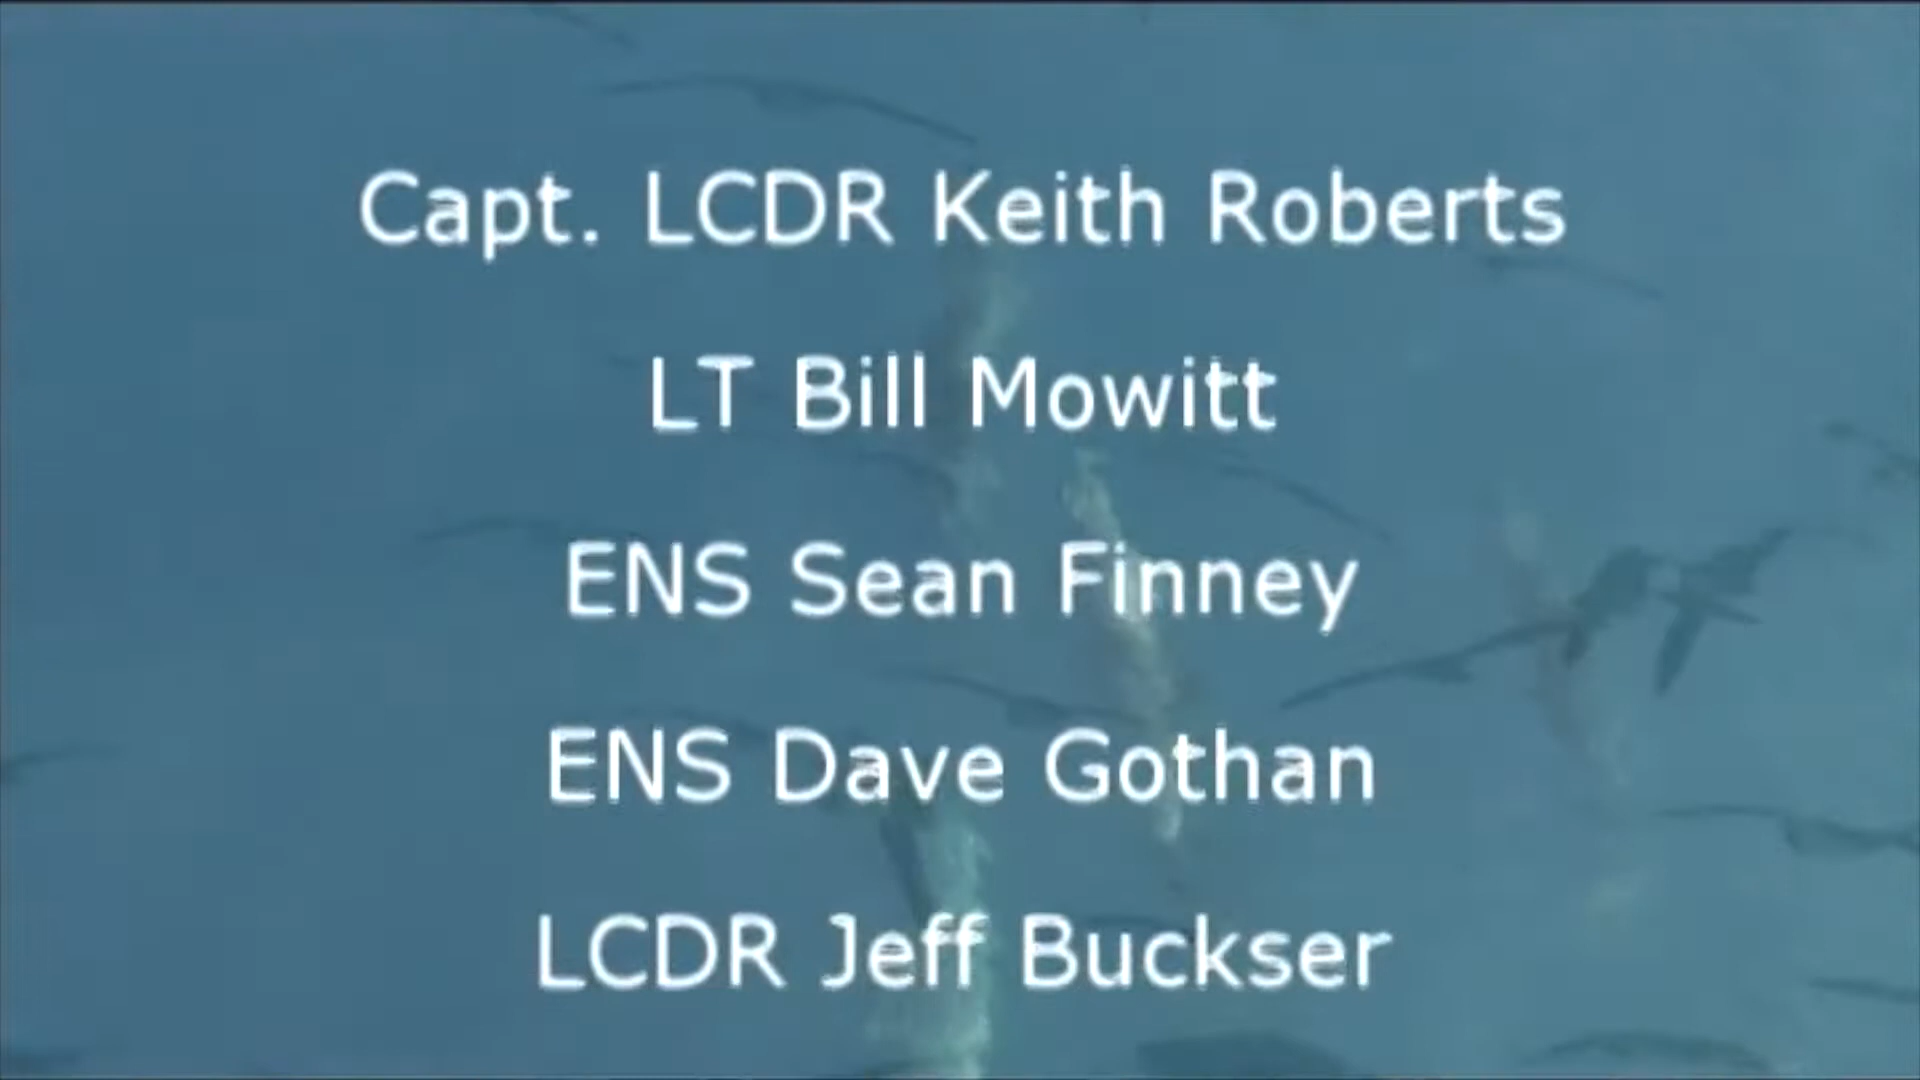 Capt. LCDR Keith Roberts
LT Bill Mowitt
ENS Sean Finney
ENS Dave Gothan
LCDR Jeff Buckser